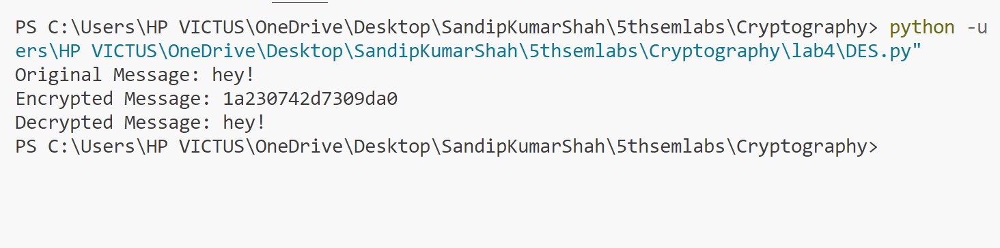 PS C:\Users\HP VICTUS\OneDrive\Desktop\SandipKumarShah\5thsemlabs\Cryptography> python -u
ers\HP VICTUS\OneDrive\Desktop\SandipKumarShah\5thsemlabs\Cryptography\lab4\DES.py"
Original Message: hey!
Encrypted Message: 1a230742d7309da0
Decrypted Message: hey!
PS C:\Users\HP VICTUS\OneDrive\Desktop\SandipKumarShah\5thsemlabs\Cryptography>